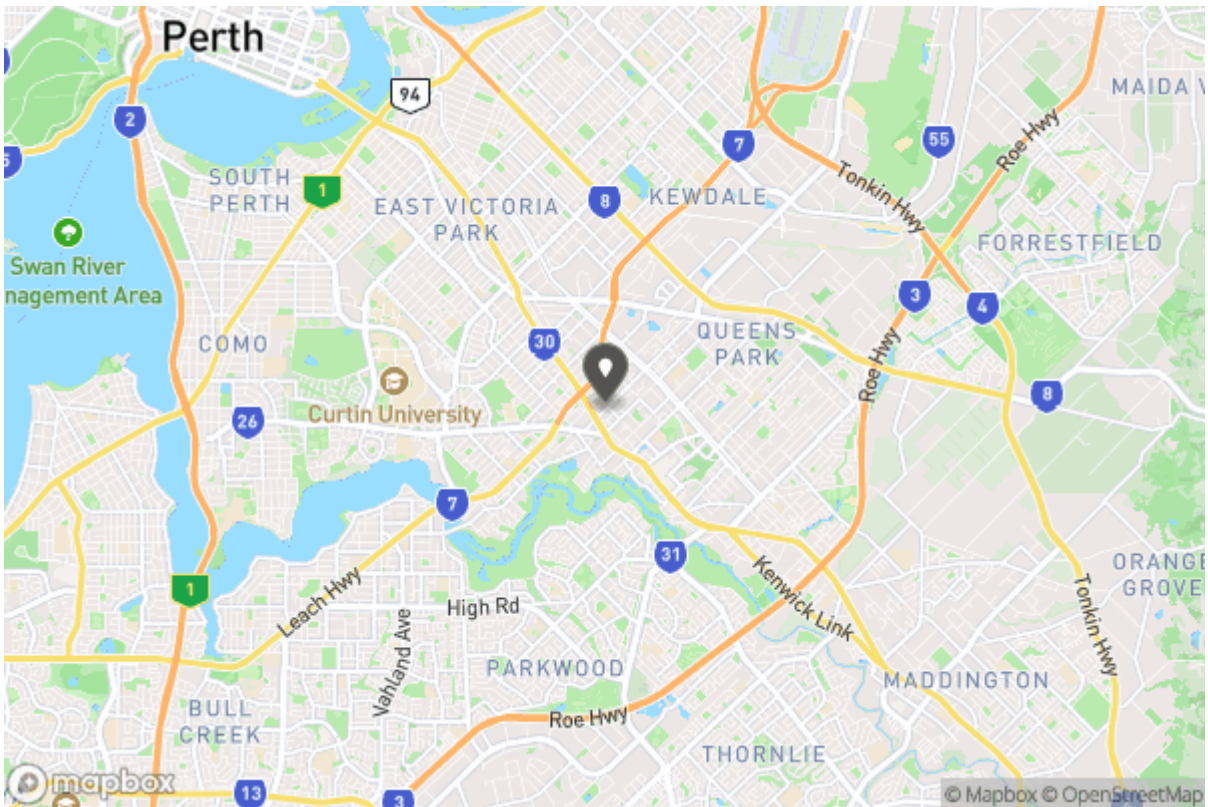 Perth
94
2
MAIDA V
55
7
5
Roe Hwy
SOUTH
PERTH
1
Tonkin Hwy
KEWDALE
8
EAST VICTORIA
PARK
FORRESTFIELD
Swan River
nagement Area
3
4
QUEENS
PARK
COMO
30
Roe Hwy
8
Curtin University
26
7
31
ORANGE
GROVE
1
Leach Hwy
High Rd
Kenwick Link
Tonkin Hwy
Vahland Ave
PARKWOOD
MADDINGTON
BULL
CREEK
Roe Hwy
THORNLIE
mapbox
13
3
© Mapbox © OpenStreetMap